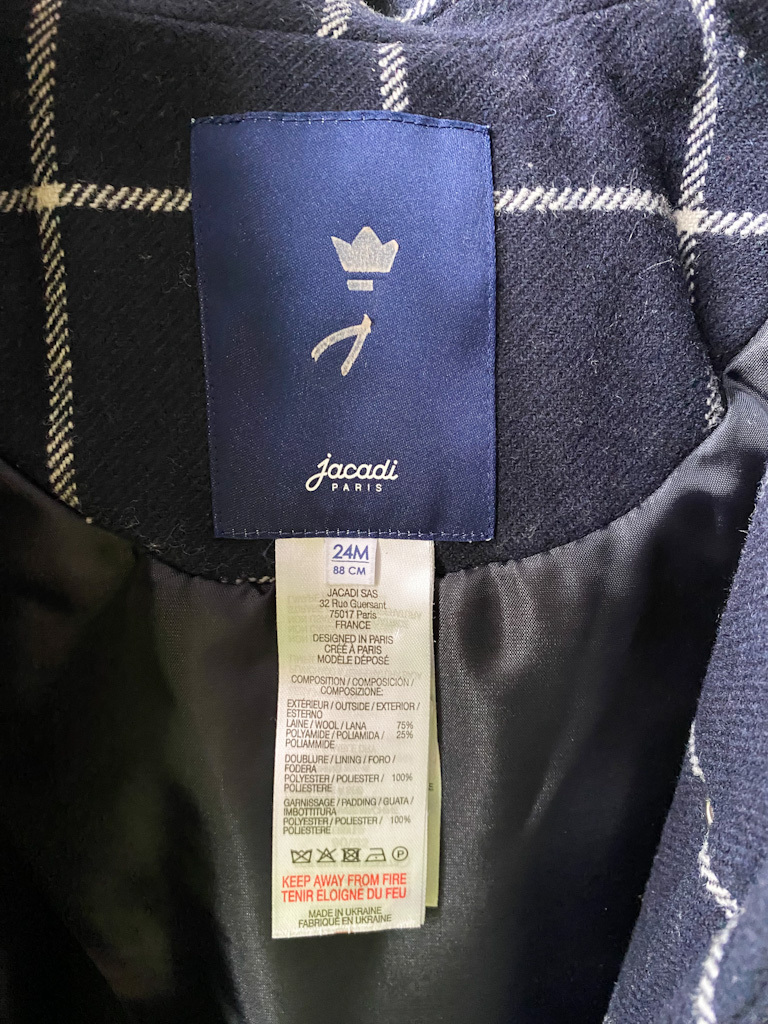 jacadi
PARIS
24M
88 CM
JACADI SAS
32 Rue Guersant
75017 Paris
FRANCE
DESIGNED IN PARIS
CRÉÉ À PARIS
MODÈLE DÉPOSÉ
COMPOSITION / COMPOSICIÓN /
COMPOSIZIONE:
EXTÉRIEUR / OUTSIDE / EXTERIOR /
ESTERNO
LAINE / WOOL / LANA 75%
POLYAMIDE / POLIAMIDA / 25%
POLIAMMIDE
DOUBLURE / LINING / FORO /
FODERA
POLYESTER / POLIESTER / 100%
POLIESTERE
GARNISSAGE / PADDING / GUATA /
IMBOTTITURA
POLYESTER / POLIESTER / 100%
POLIESTERE
P
KEEP AWAY FROM FIRE
TENIR ELOIGNÉ DU FEU
MADE IN UKRAINE
FABRIQUÉ EN UKRAINE